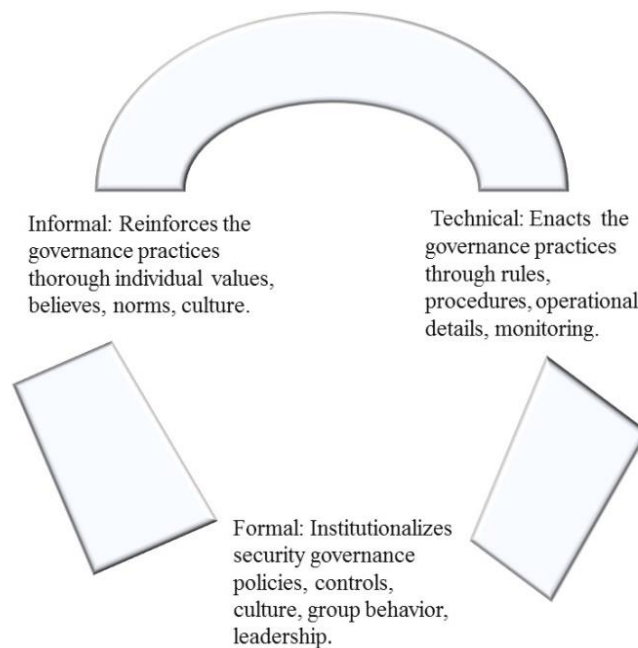 Informal: Reinforces the
governance practices
thorough individual values,
believes, norms, culture.
Technical: Enacts the
governance practices
through rules,
procedures, operational
details, monitoring.
Formal: Institutionalizes
security governance
policies, controls,
culture, group behavior,
leadership.